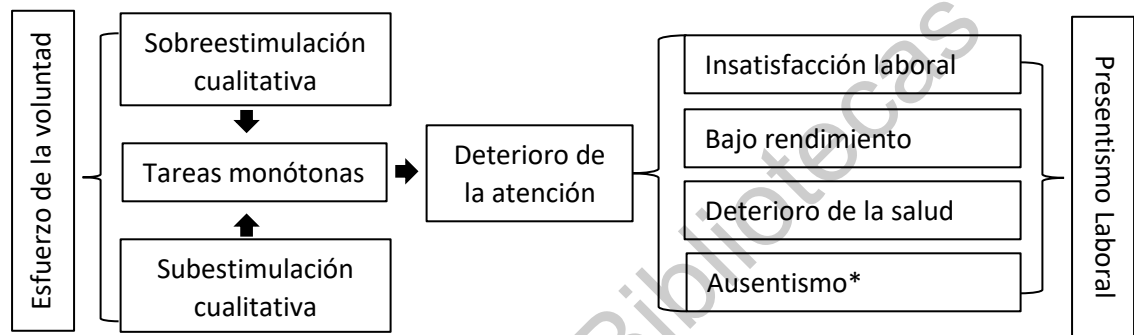 Esfuerzo de la voluntad
Sobreestimulación
cualitativa
Tareas monótonas
Subestimulación
cualitativa
Deterioro de
la atención
Insatisfacción laboral
Bajo rendimiento
Deterioro de la salud
Ausentismo*
Presentismo Laboral
Bibliotecas